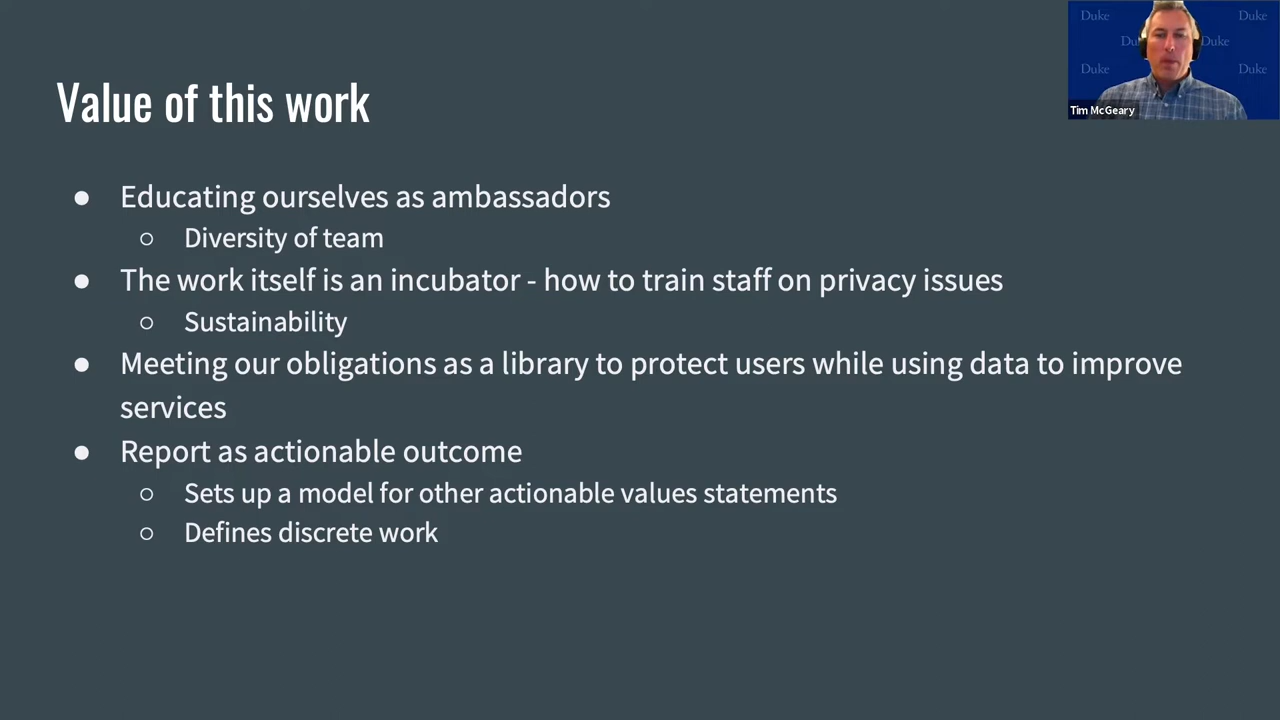 Value of this work
● Educating ourselves as ambassadors
○ Diversity of team
● The work itself is an incubator - how to train staff on privacy issues
○ Sustainability
● Meeting our obligations as a library to protect users while using data to improve
services
● Report as actionable outcome
○ Sets up a model for other actionable values statements
○ Defines discrete work
Duke Duke
Du Duke
Duke Duke
Tim McGeary